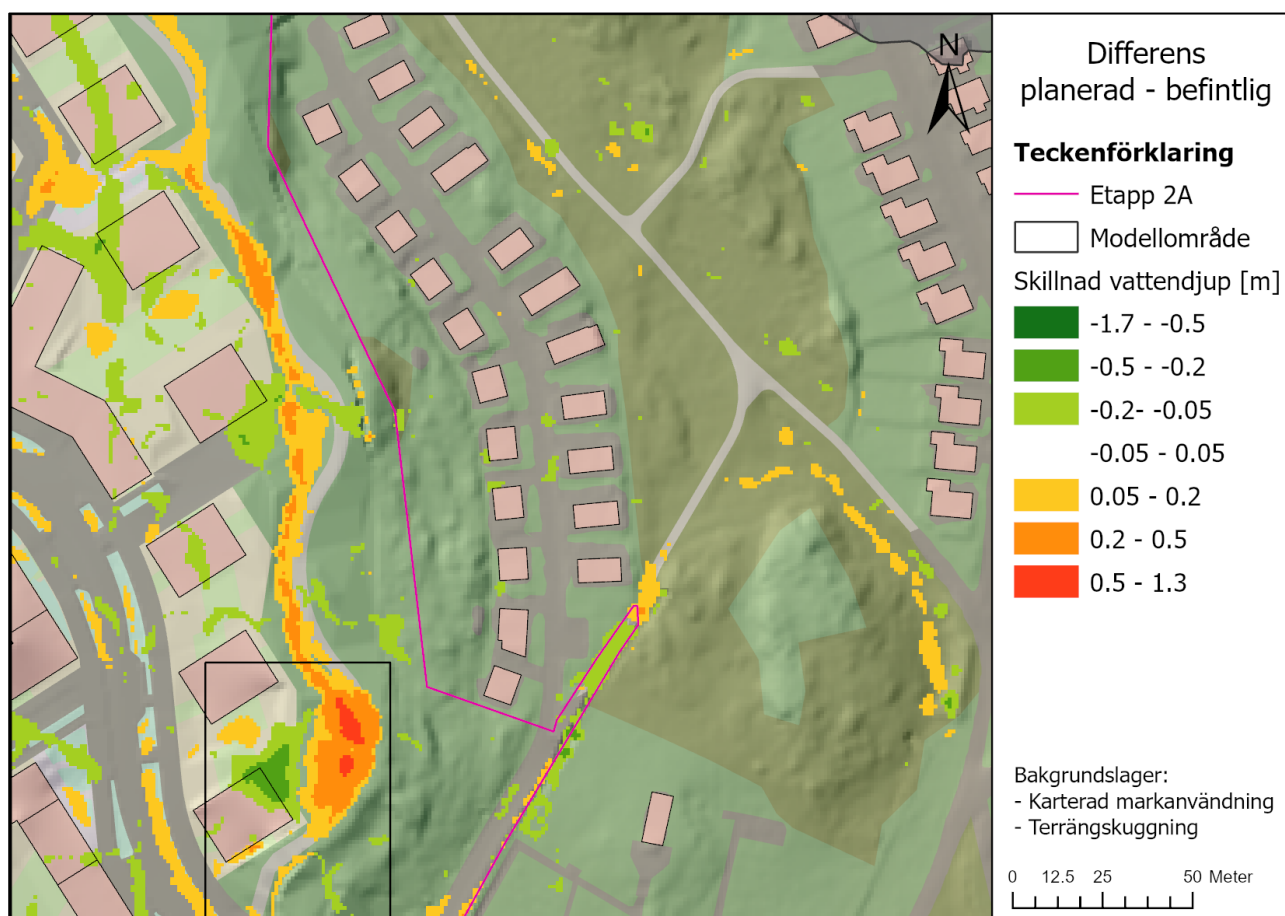 Differens
planerad - befintlig
N
Teckenförklaring
Etapp 2A
Modellområde
Skillnad vattendjup [m]
-1.7 - -0.5
-0.5 - -0.2
-0.2- -0.05
-0.05 - 0.05
0.05 - 0.2
0.2 - 0.5
0.5 - 1.3
Bakgrundslager:
- Karterad markanvändning
- Terrängskuggning
0 12.5 25 50 Meter